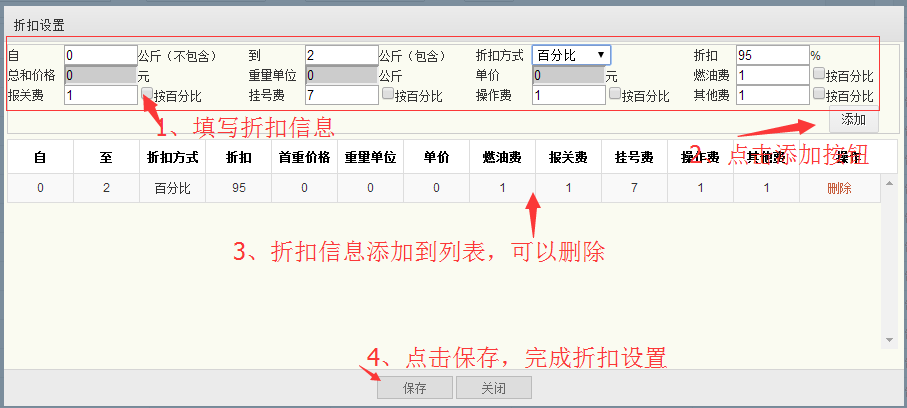 折扣设置
自 0 公斤（不包含） 到 2 公斤（包含） 折扣方式 百分比 折扣 95 %
总和价格 0 元 重量单位 0 公斤 单价 0 元 燃油费 1 按百分比
报关费 1 按百分比 挂号费 7 按百分比 操作费 1 按百分比 其他费 1 按百分比
添加
1、填写折扣信息
2、点击添加按钮
自 至 折扣方式 折扣 首重价格 重量单位 单价 燃油费 报关费 挂号费 操作费 其他费 操作
0 2 百分比 95 0 0 0 1 1 7 1 1 删除
3、折扣信息添加到列表，可以删除
4、点击保存，完成折扣设置
保存 关闭